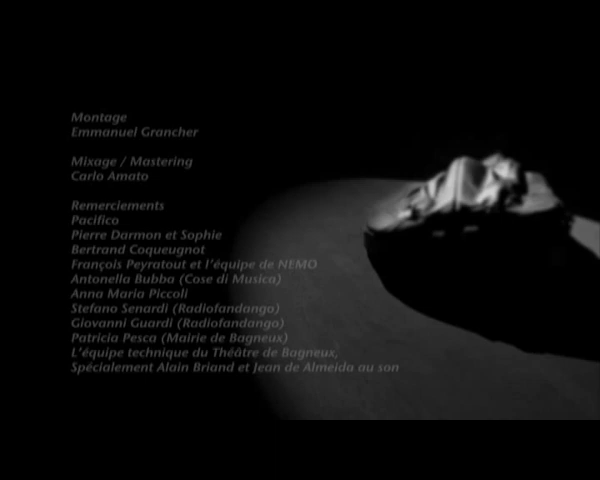 Montage
Emmanuel Grancher
Mixage / Mastering
Carlo Amato
Remerciements
Pacifico
Pierre Darmon et Sophie
Bertrand Coqueugnot
François Peyratout et l'équipe de NEMO
Antonella Bubba (Cose di Musica)
Anna Maria Piccoli
Stefano Senardi (Radiofandango)
Giovanni Guardi (Radiofandango)
Patricia Pesca (Mairie de Bagneux)
L'équipe technique du Théâtre de Bagneux,
Spécialement Alain Briand et Jean de Almeida au son